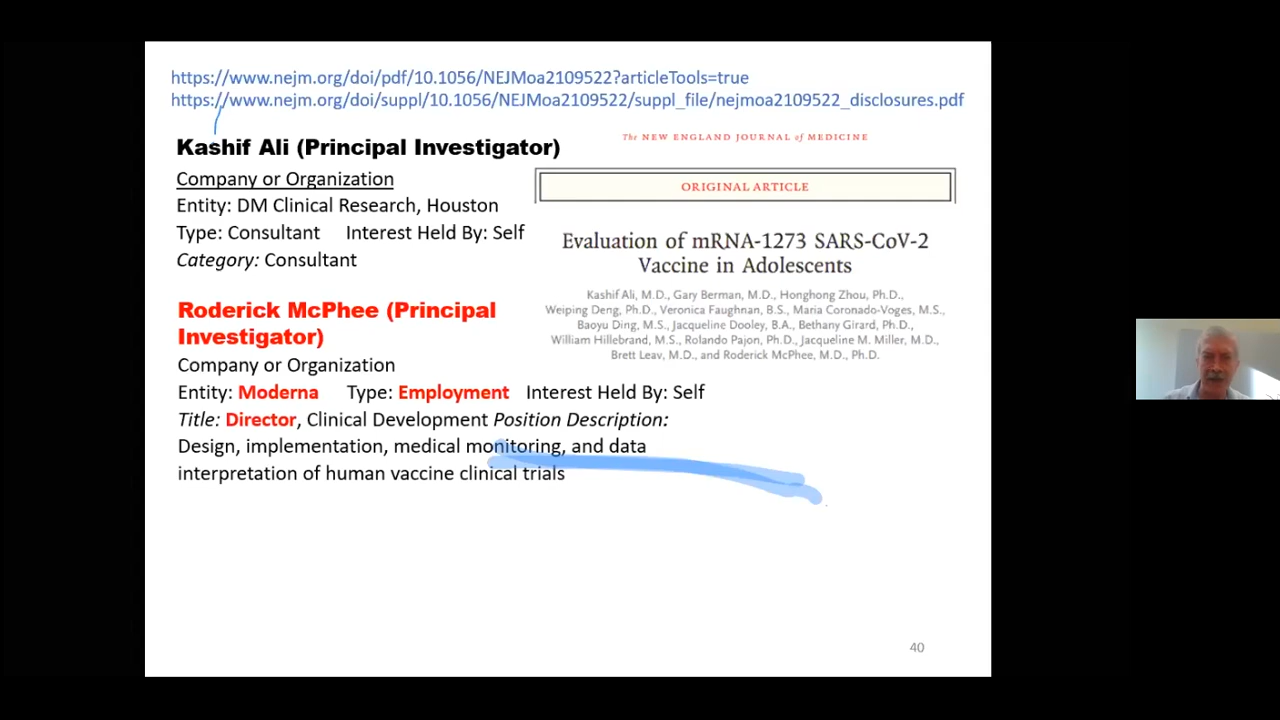 https://www.nejm.org/doi/pdf/10.1056/NEJMoa2109522?articleTools=true
https://www.nejm.org/doi/suppl/10.1056/NEJMoa2109522/suppl_file/nejmoa2109522_disclosures.pdf
Kashif Ali (Principal Investigator)
Company or Organization
Entity: DM Clinical Research, Houston
Type: Consultant Interest Held By: Self
Category: Consultant
Roderick McPhee (Principal
Investigator)
Company or Organization
Entity: Moderna Type: Employment Interest Held By: Self
Title: Director, Clinical Development Position Description:
Design, implementation, medical monitoring, and data
interpretation of human vaccine clinical trials
The NEW ENGLAND JOURNAL of MEDICINE
ORIGINAL ARTICLE
Evaluation of mRNA-1273 SARS-CoV-2
Vaccine in Adolescents
Kashif Ali, M.D., Gary Berman, M.D., Honghong Zhou, Ph.D.,
Weiping Deng, Ph.D., Veronica Faughnan, B.S., Maria Coronado-Voges, M.S.,
Baoyu Ding, M.S., Jacqueline Dooley, B.A., Bethany Girard, Ph.D.,
William Hillebrand, M.S., Rolando Pajon, Ph.D., Jacqueline M. Miller, M.D.,
Brett Leav, M.D., and Roderick McPhee, M.D., Ph.D.
40